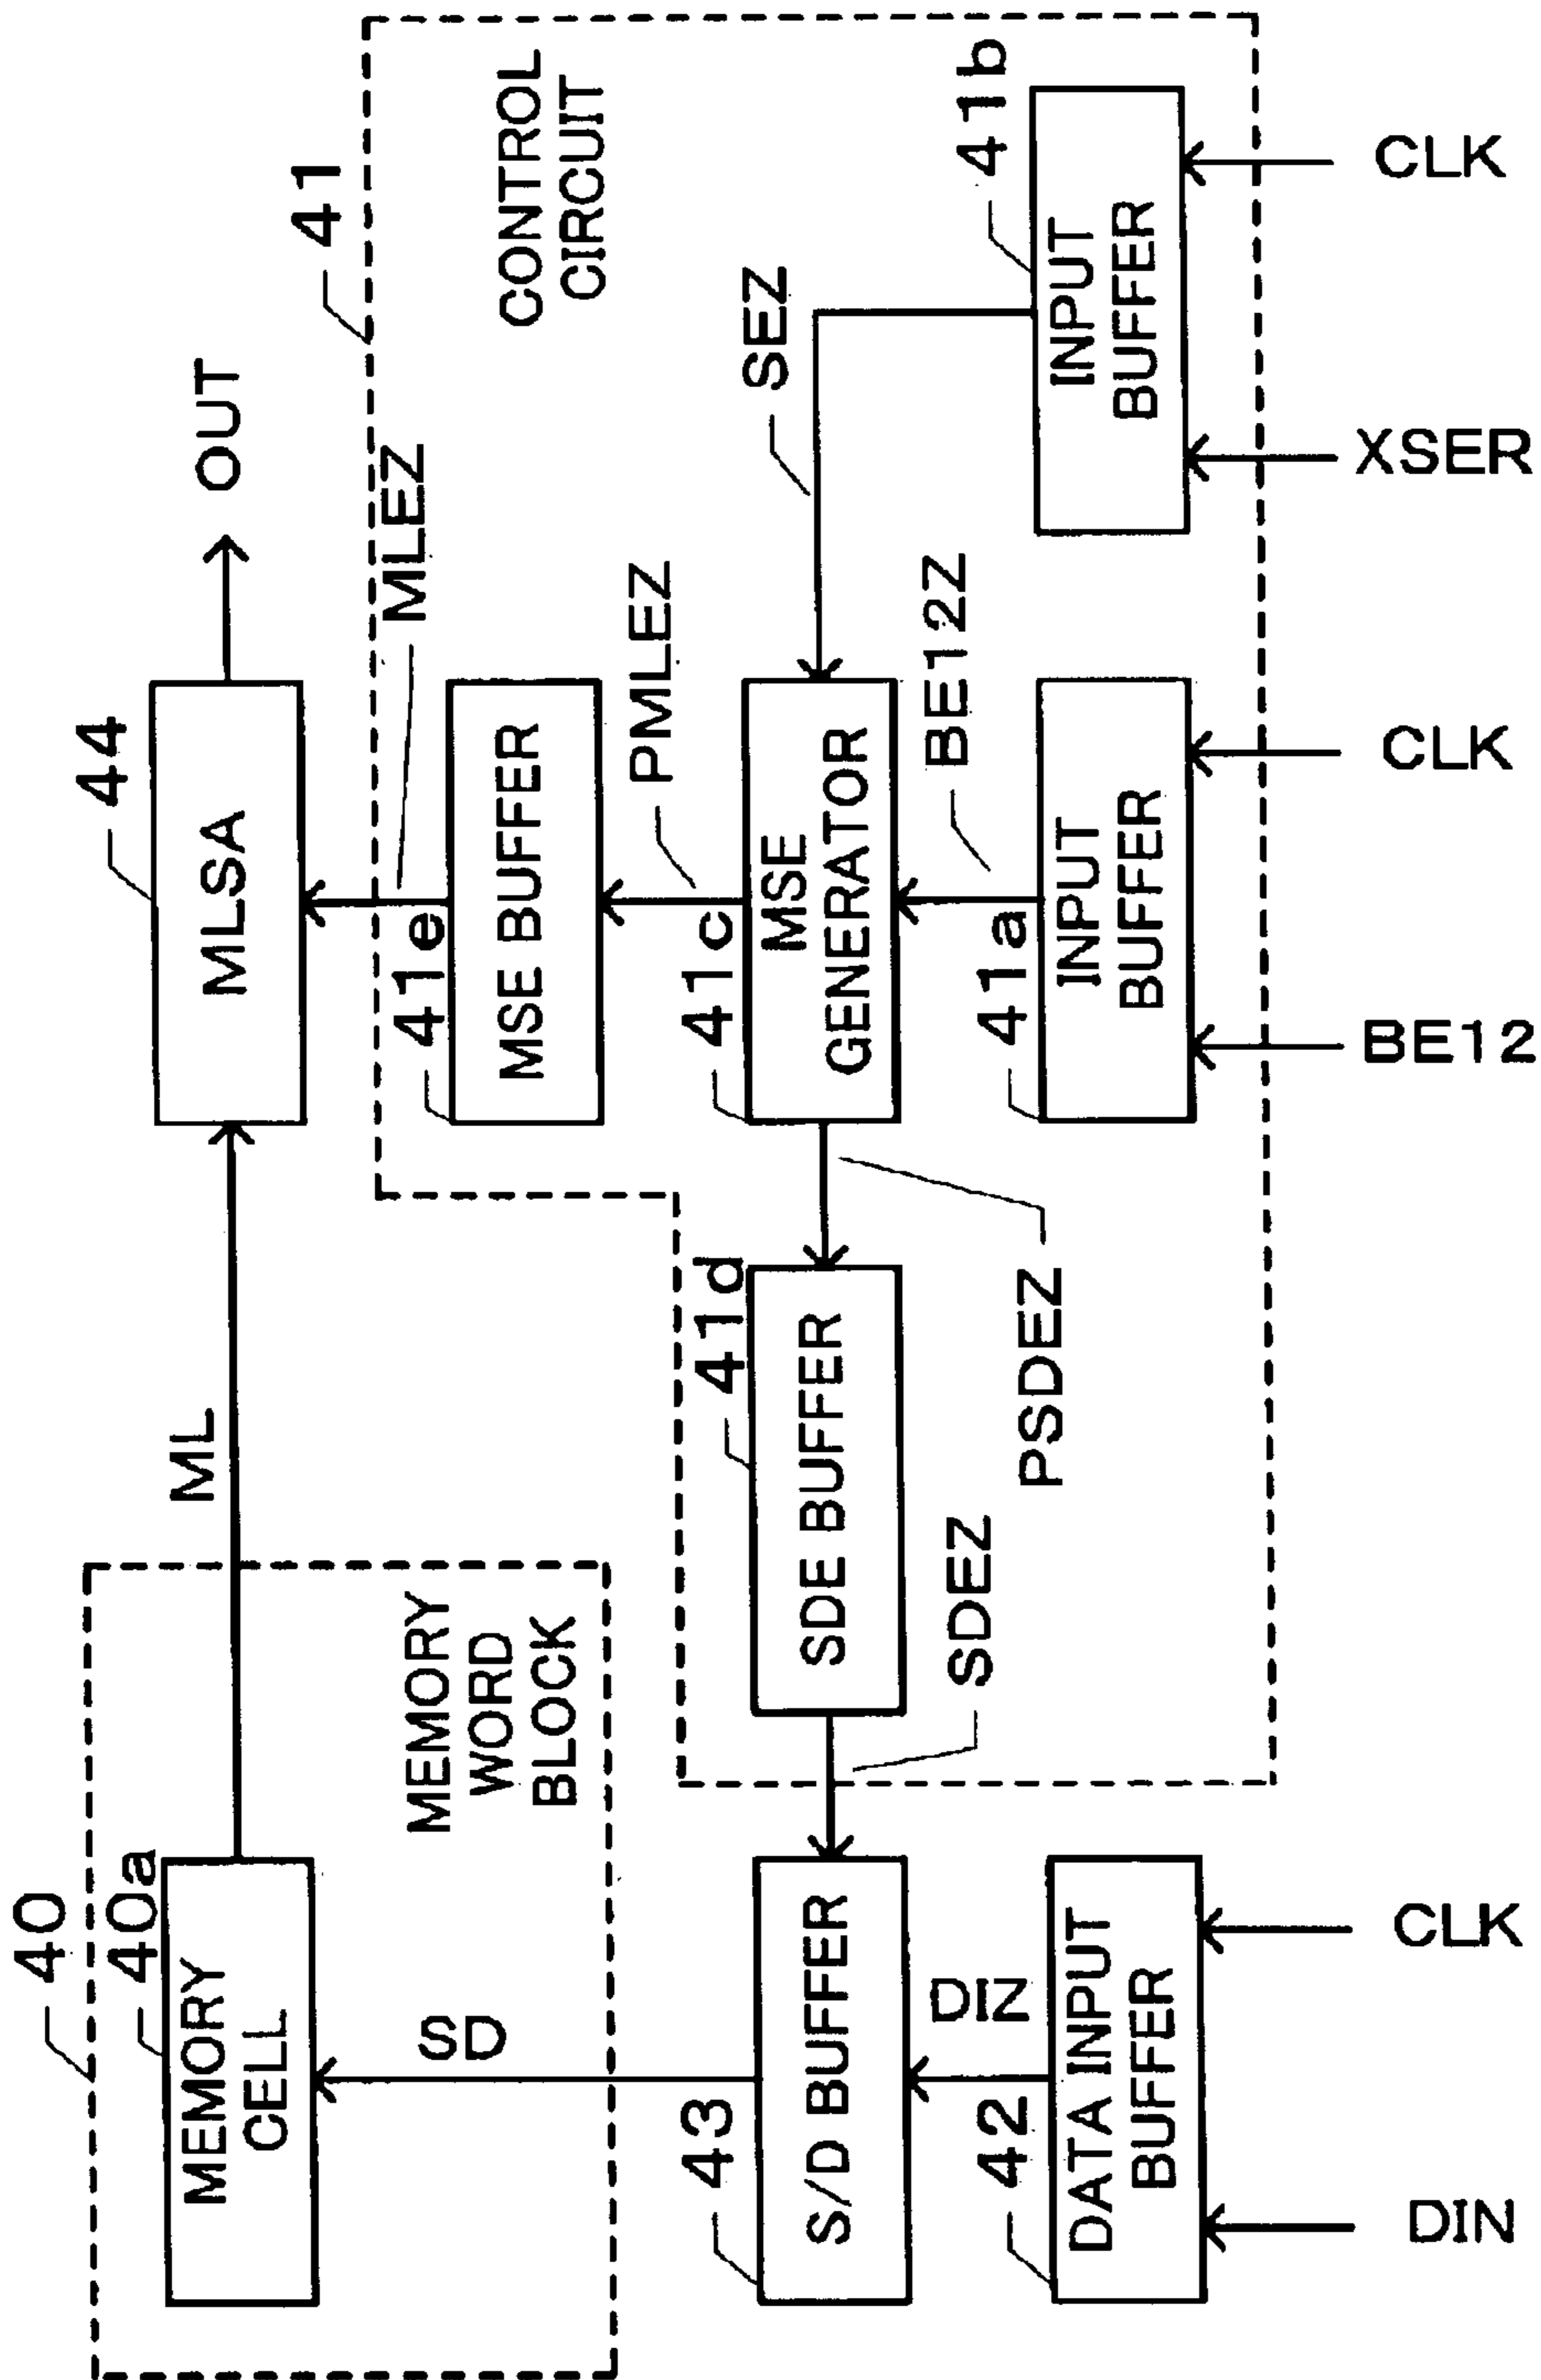 40
40a
MEMORY
CELL
MEMORY
WORD
BLOCK
ML
44
MLSA
OUT
41
CONTROL
CIRCUIT
MLEZ
41e
MSE BUFFER
PMLEZ
SD
43
S/D BUFFER
SDEZ
41d
SDE BUFFER
PSDEZ
41c
MSE
GENERATOR
SEZ
BE12Z
DIZ
42
DATA INPUT
BUFFER
41a
INPUT
BUFFER
41b
INPUT
BUFFER
DIN
CLK
BE12
CLK
XSER
CLK